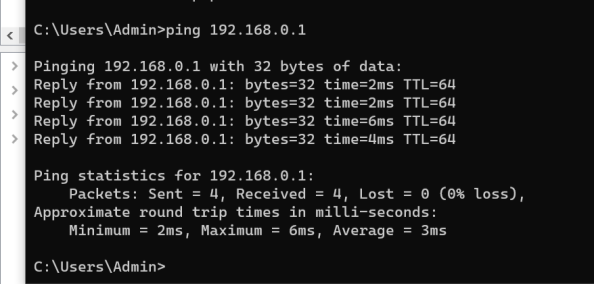 C:\Users\Admin>ping 192.168.0.1
Pinging 192.168.0.1 with 32 bytes of data:
Reply from 192.168.0.1: bytes=32 time=2ms TTL=64
Reply from 192.168.0.1: bytes=32 time=2ms TTL=64
Reply from 192.168.0.1: bytes=32 time=6ms TTL=64
Reply from 192.168.0.1: bytes=32 time=4ms TTL=64
Ping statistics for 192.168.0.1:
    Packets: Sent = 4, Received = 4, Lost = 0 (0% loss),
Approximate round trip times in milli-seconds:
    Minimum = 2ms, Maximum = 6ms, Average = 3ms
C:\Users\Admin>